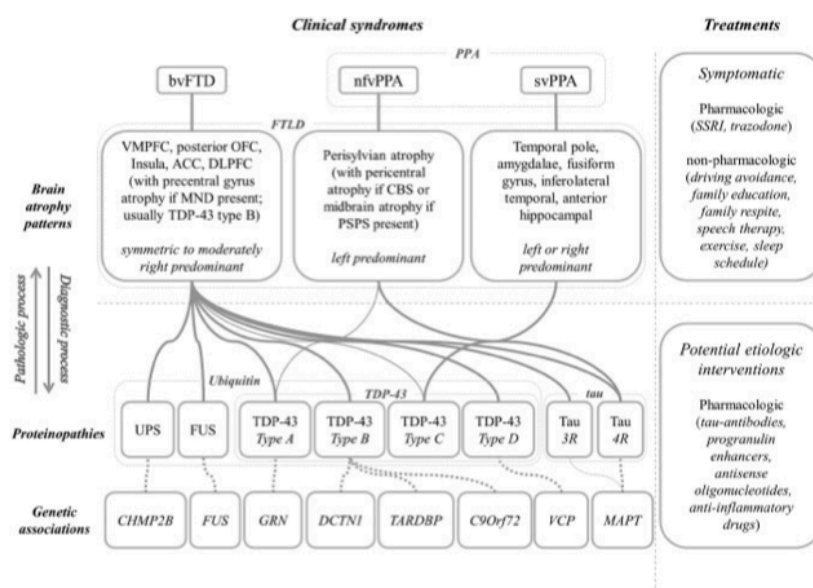 Clinical syndromes
Treatments
PPA
bvFTD
nfvPPA
svPPA
FTLD
VMPFC, posterior OFC,
Insula, ACC, DLPFC
(with precentral gyrus
atrophy if MND present;
usually TDP-43 type B)
symmetric to moderately
right predominant
Perisylvian atrophy
(with pericentral
atrophy if CBS or
midbrain atrophy if
PSPS present)
left predominant
Temporal pole,
amygdalae, fusiform
gyrus, inferolateral
temporal, anterior
hippocampal
left or right
predominant
Symptomatic
Pharmacologic
(SSRI, trazodone)
non-pharmacologic
(driving avoidance,
family education,
family respite,
speech therapy,
exercise, sleep
schedule)
Brain
atrophy
patterns
Pathologic process
Diagnostic process
Ubiquitin
TDP-43
tau
Proteinopathies
UPS
FUS
TDP-43
Type A
TDP-43
Type B
TDP-43
Type C
TDP-43
Type D
Tau
3R
Tau
4R
Potential etiologic
interventions
Pharmacologic
(tau-antibodies,
progranulin
enhancers,
antisense
oligonucleotides,
anti-inflammatory
drugs)
Genetic
associations
CHMP2B
FUS
GRN
DCTN1
TARDBP
C9Orf72
VCP
MAPT